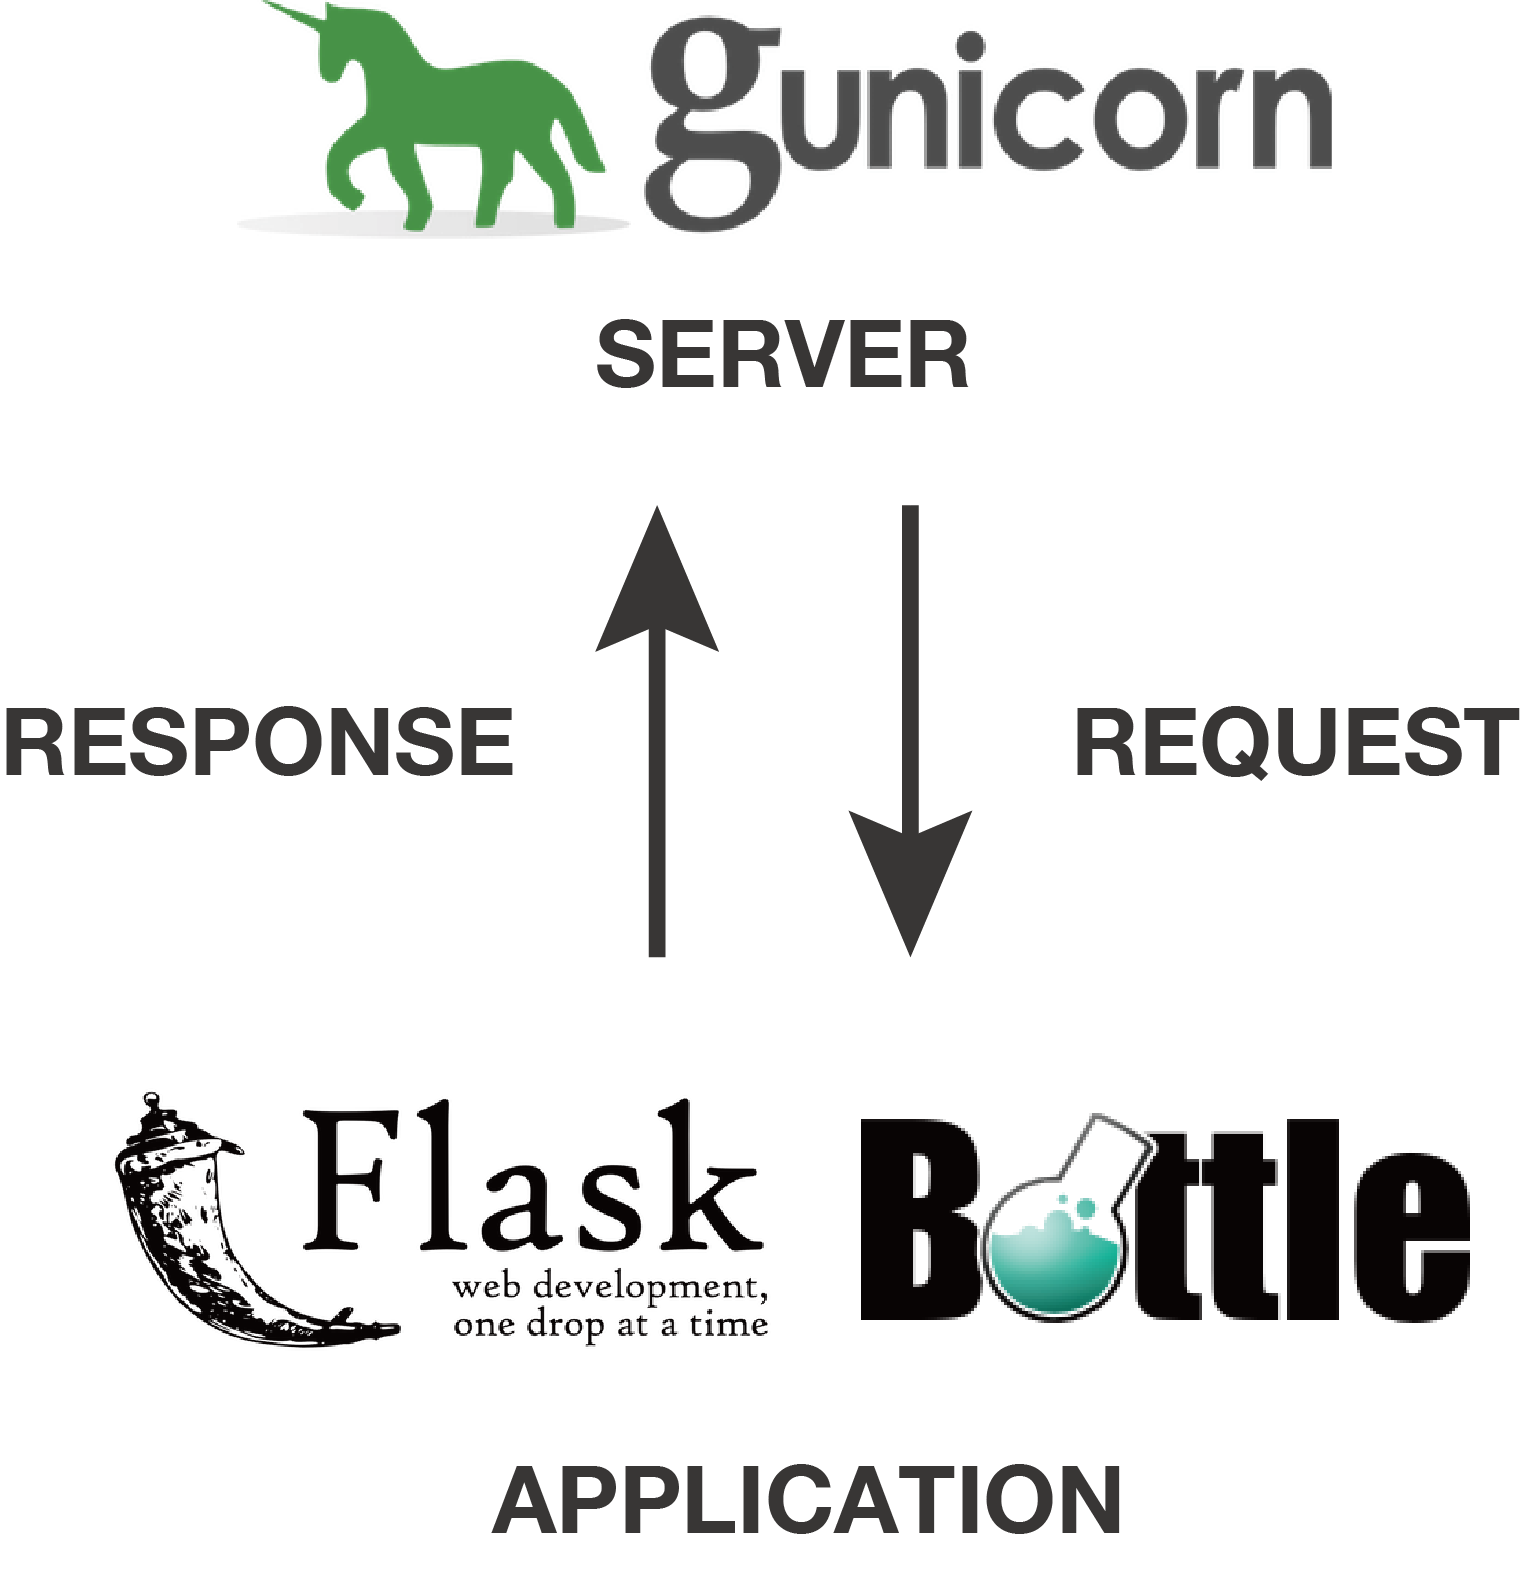 gunicorn
SERVER
RESPONSE
REQUEST
Flask
web development,
one drop at a time
Bottle
APPLICATION